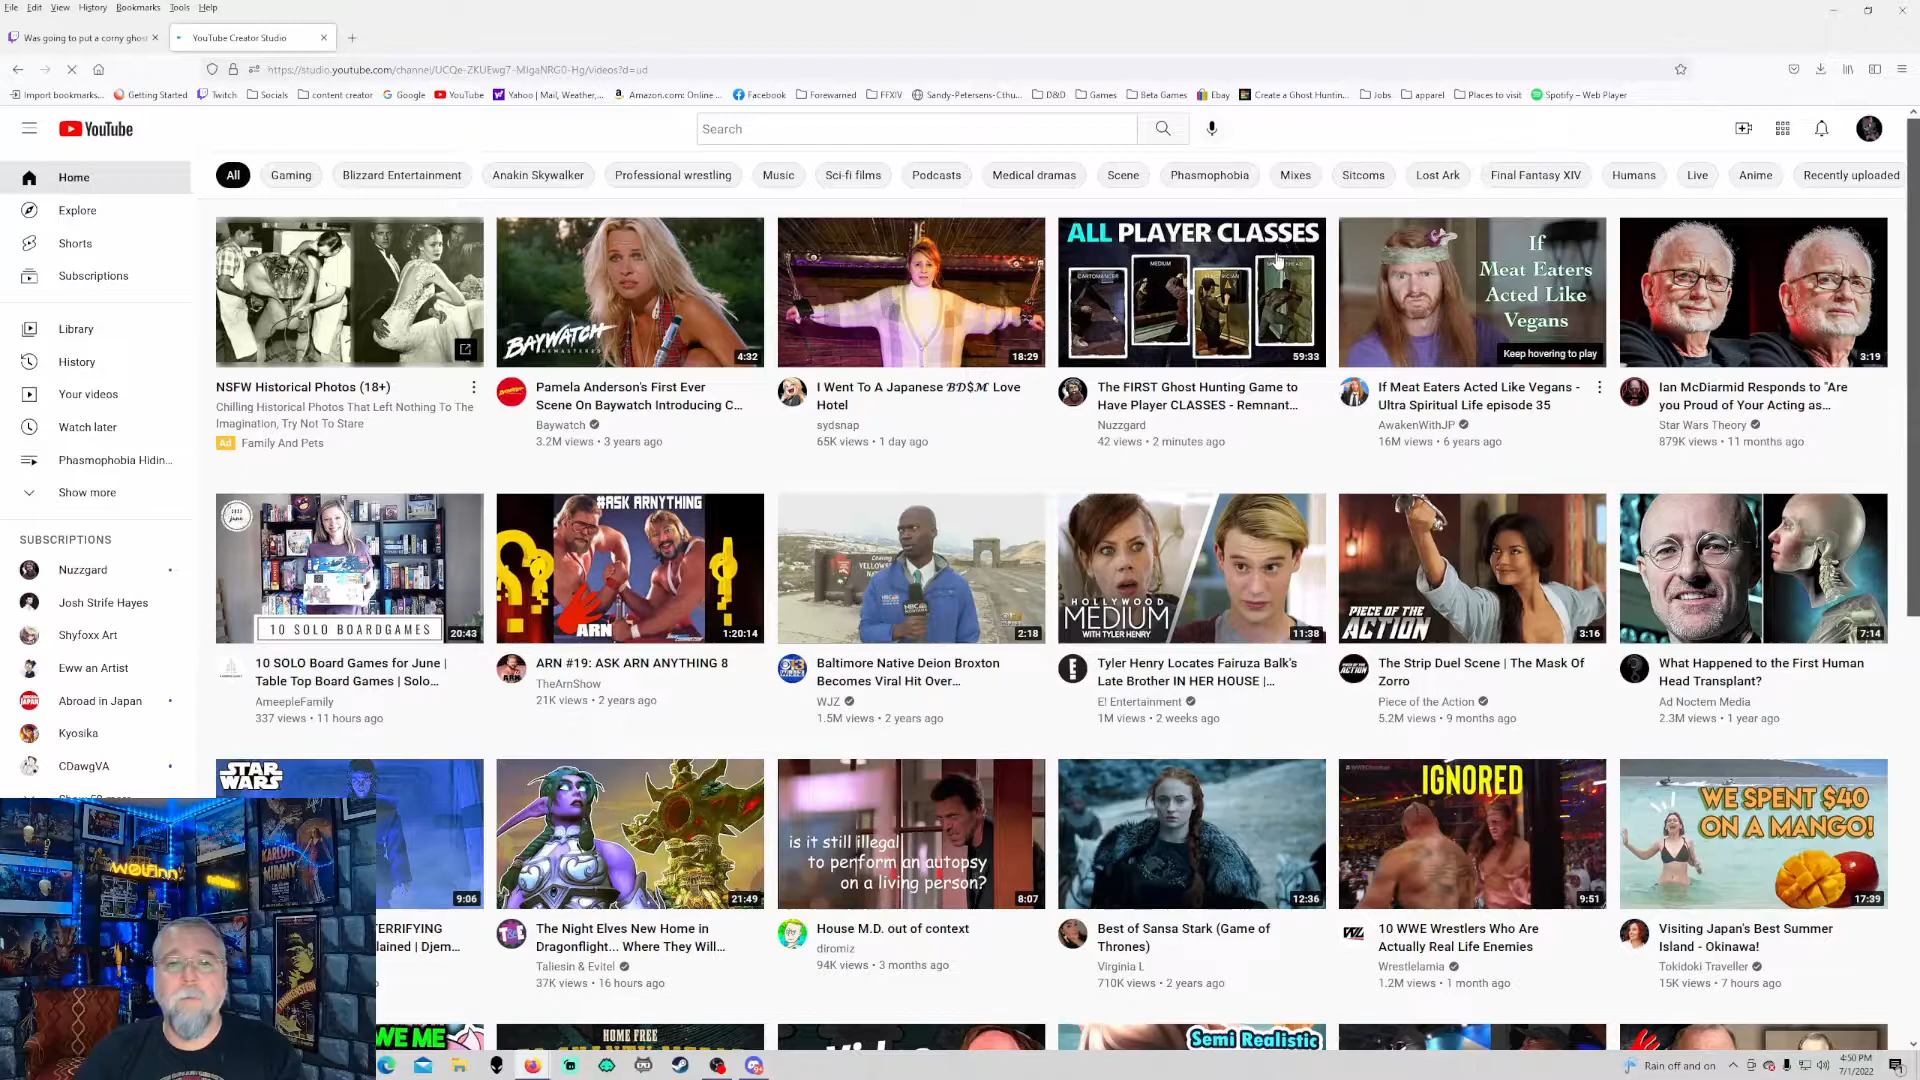 File Edit View History Bookmarks Tools Help
Was going to put a corny ghost
YouTube Creator Studio
https://studio.youtube.com/channel/UCQe-ZKUEwg7-MlgaNRG0-Hg/videos?d=ud
Import bookmarks... Getting Started Twitch Socials content creator Google YouTube Yahoo | Mail, Weather,... Amazon.com: Online ... Facebook Forewarned FFXIV Sandy-Petersens-Cthu... D&D Games Beta Games Ebay Create a Ghost Huntin... Jobs apparel Places to visit Spotify – Web Player
YouTube
Search
All Gaming Blizzard Entertainment Anakin Skywalker Professional wrestling Music Sci-fi films Podcasts Medical dramas Scene Phasmophobia Mixes Sitcoms Lost Ark Final Fantasy XIV Humans Live Anime Recently uploaded
Home
Explore
Shorts
Subscriptions
Library
History
Your videos
Watch later
Phasmophobia Hidin...
Show more
SUBSCRIPTIONS
Nuzzgard
Josh Strife Hayes
Shyfoxx Art
Eww an Artist
Abroad in Japan
Kyosika
CDawgVA
NSFW Historical Photos (18+)
Chilling Historical Photos That Left Nothing To The
Imagination, Try Not To Stare
Ad Family And Pets
BAYWATCH
REMASTERED
4:32
Pamela Anderson's First Ever
Scene On Baywatch Introducing C...
Baywatch
3.2M views • 3 years ago
18:29
I Went To A Japanese 𝑩𝑫$𝑴 Love
Hotel
sydsnap
65K views • 1 day ago
ALL PLAYER CLASSES
CARTOMANCER
MEDIUM
59:33
The FIRST Ghost Hunting Game to
Have Player CLASSES - Remnant...
Nuzzgard
42 views • 2 minutes ago
If
Meat Eaters
Acted Like
Vegans
Keep hovering to play
If Meat Eaters Acted Like Vegans -
Ultra Spiritual Life episode 35
AwakenWithJP
16M views • 6 years ago
3:19
Ian McDiarmid Responds to "Are
you Proud of Your Acting as...
Star Wars Theory
879K views • 11 months ago
10 SOLO BOARDGAMES
20:43
10 SOLO Board Games for June |
Table Top Board Games | Solo...
AmeepleFamily
337 views • 11 hours ago
#ASK ARNYTHING
ARN
1:20:14
ARN #19: ASK ARN ANYTHING 8
TheArnShow
21K views • 2 years ago
2:18
Baltimore Native Deion Broxton
Becomes Viral Hit Over...
WJZ
1.5M views • 2 years ago
HOLLYWOOD
MEDIUM
WITH TYLER HENRY
11:38
Tyler Henry Locates Fairuza Balk's
Late Brother IN HER HOUSE |...
E! Entertainment
1M views • 2 weeks ago
PIECE OF THE
ACTION
3:16
The Strip Duel Scene | The Mask Of
Zorro
Piece of the Action
5.2M views • 9 months ago
7:14
What Happened to the First Human
Head Transplant?
Ad Noctem Media
2.3M views • 1 year ago
STAR
WARS
9:06
ERRIFYING
lained | Djem...
21:49
The Night Elves New Home in
Dragonflight... Where They Will...
Taliesin & Evitel
37K views • 16 hours ago
is it still illegal
to perform an autopsy
on a living person?
8:07
House M.D. out of context
diromiz
94K views • 3 months ago
12:36
Best of Sansa Stark (Game of
Thrones)
Virginia L
710K views • 2 years ago
IGNORED
9:51
10 WWE Wrestlers Who Are
Actually Real Life Enemies
Wrestlelamia
1.2M views • 1 month ago
WE SPENT $40
ON A MANGO!
17:39
Visiting Japan's Best Summer
Island - Okinawa!
Tokidoki Traveller
15K views • 7 hours ago
WOLFINN
KARLOFF
MUMMY
FRANKENSTEIN
WE ME
HOME FREE
Semi Realistic
Rain off and on
4:50 PM
7/1/2022